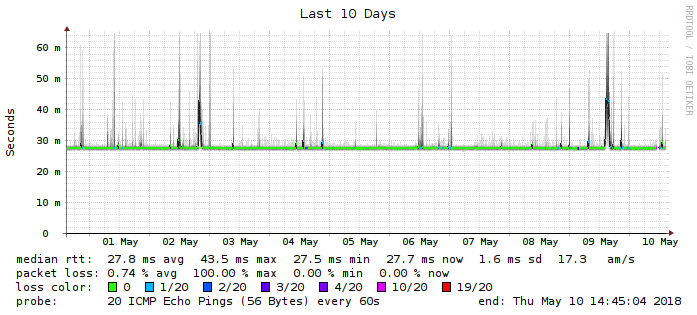 Last 10 Days
RRDTOOL / TOBI OETIKER
Seconds
60 m
50 m
40 m
30 m
20 m
10 m
0
01 May 02 May 03 May 04 May 05 May 06 May 07 May 08 May 09 May 10 May
median rtt: 27.8 ms avg 43.5 ms max 27.5 ms min 27.7 ms now 1.6 ms sd 17.3 am/s
packet loss: 0.74 % avg 100.00 % max 0.00 % min 0.00 % now
loss color: 0 1/20 2/20 3/20 4/20 10/20 19/20
probe: 20 ICMP Echo Pings (56 Bytes) every 60s end: Thu May 10 14:45:04 2018